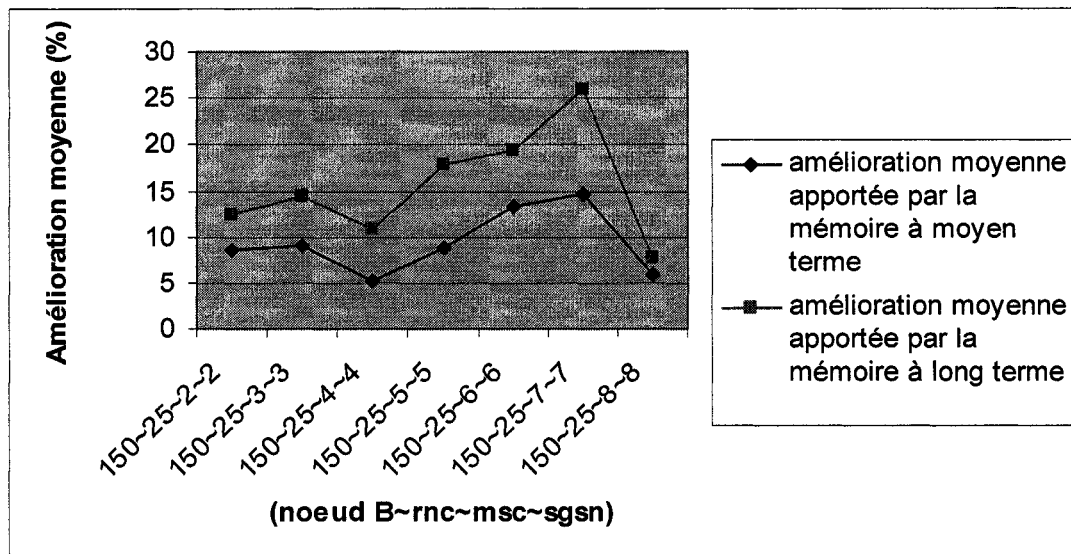 Amélioration moyenne (%)
30
25
20
15
10
5
0
150~25~2~2
150~25~3~3
150~25~4~4
150~25~5~5
150~25~6~6
150~25~7~7
150~25~8~8
(noeud B~rnc~msc~sgsn)
amélioration moyenne
apportée par la
mémoire à moyen
terme
amélioration moyenne
apportée par la
mémoire à long terme